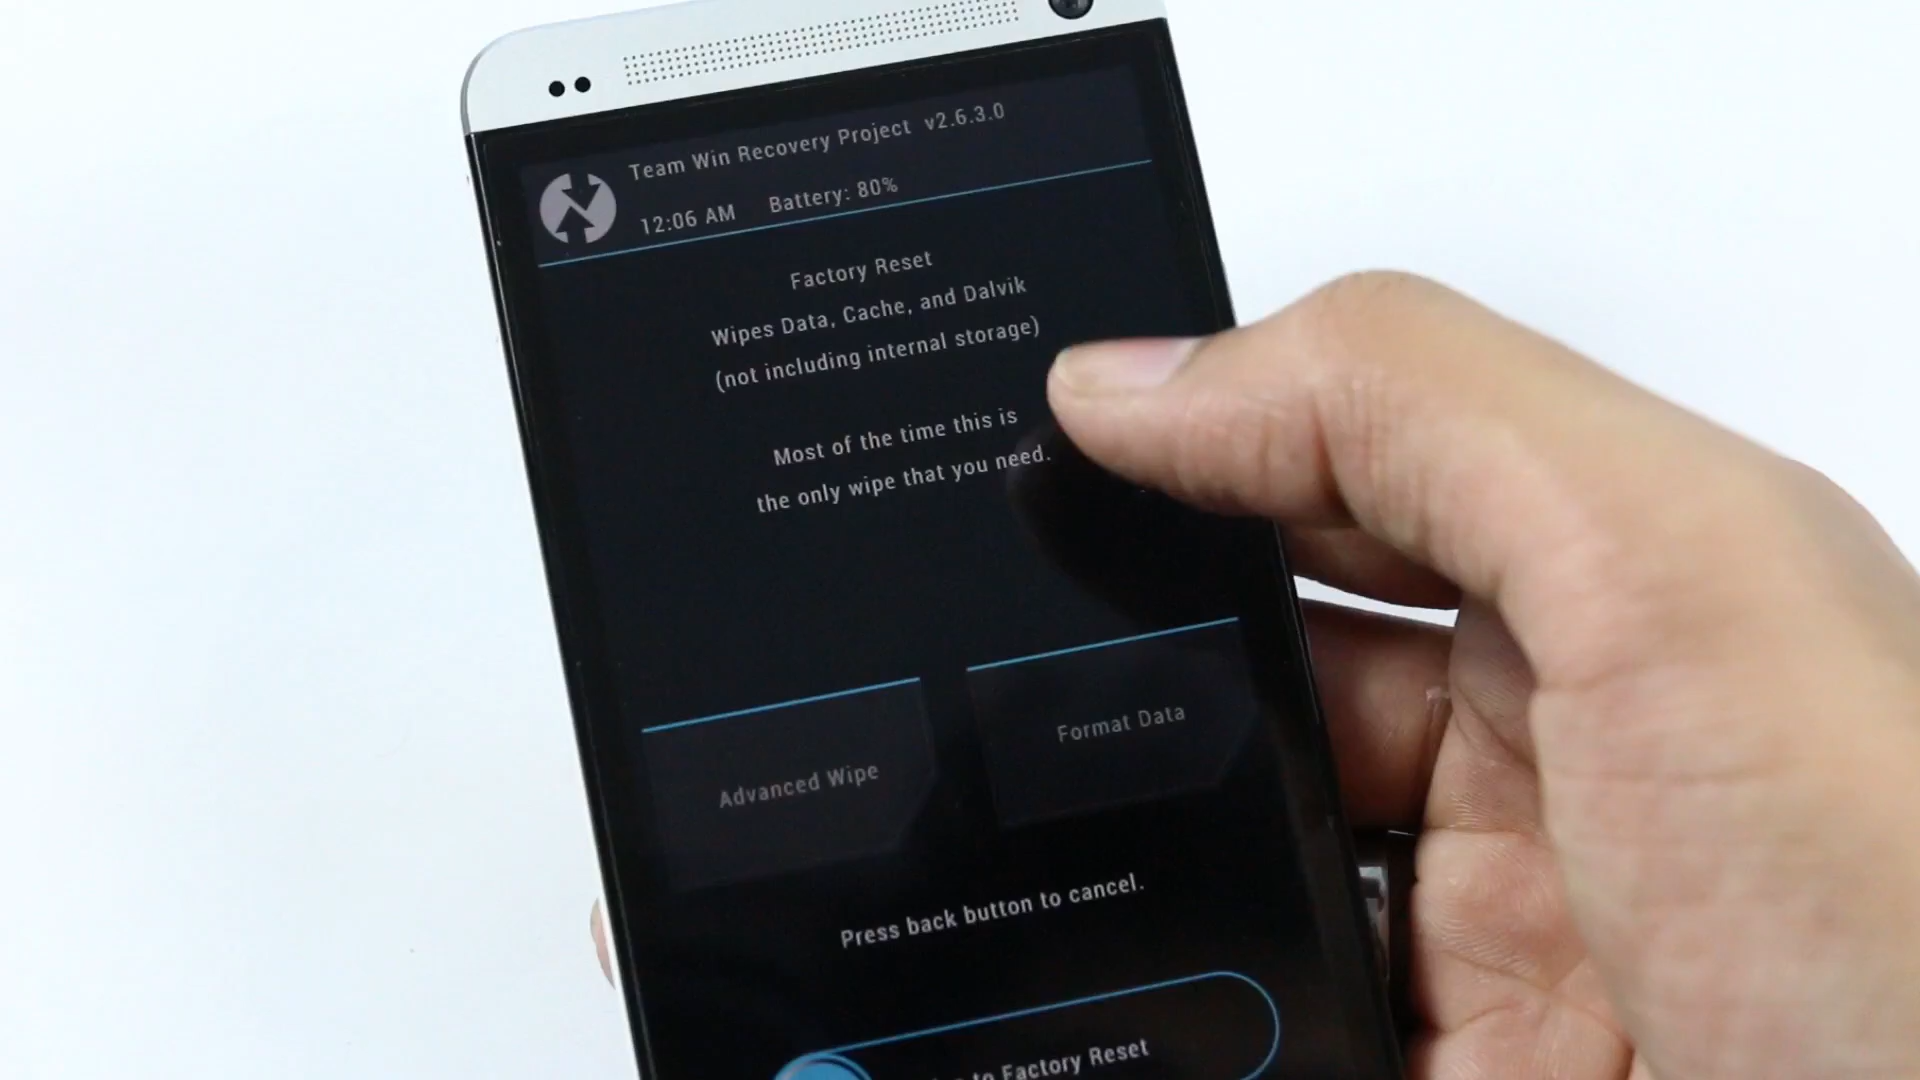 Team Win Recovery Project v2.6.3.0
12:06 AM Battery: 80%
Factory Reset
Wipes Data, Cache, and Dalvik
(not including internal storage)
Most of the time this is
the only wipe that you need.
Advanced Wipe
Format Data
Press back button to cancel.
to Factory Reset